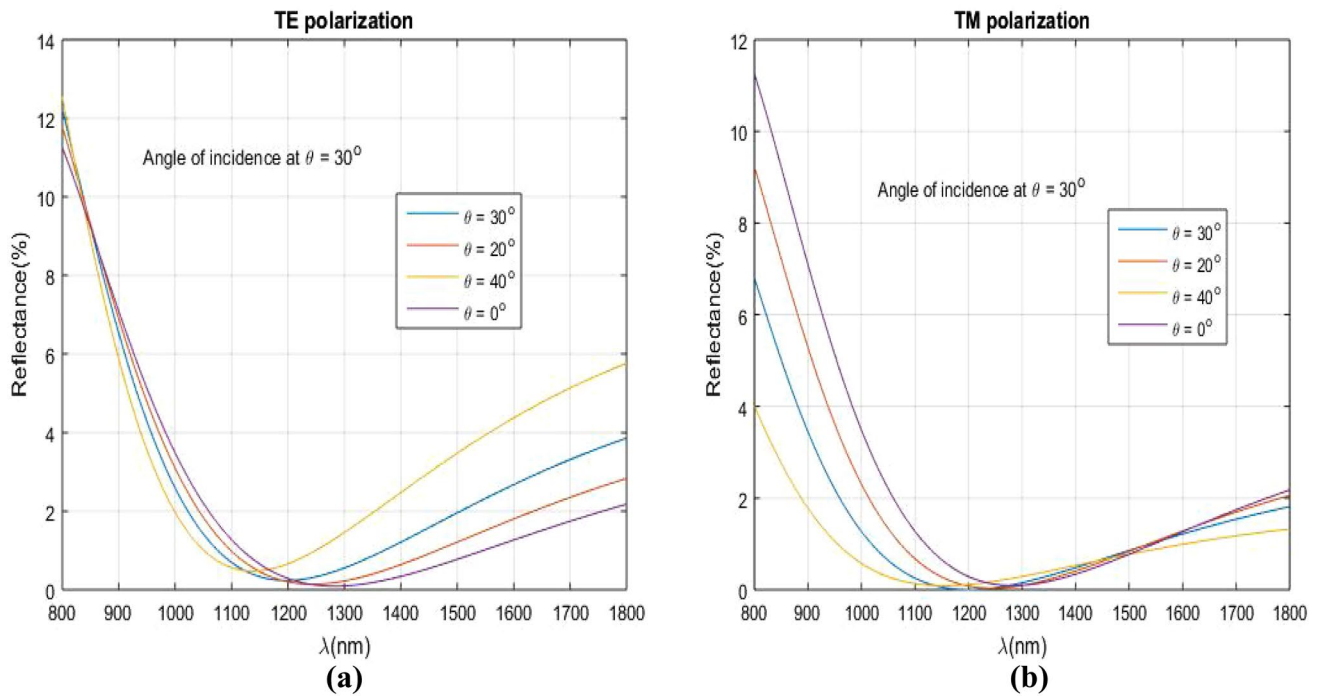 TE polarization
14
12
10
8
6
4
2
0
Reflectance(%)
Angle of incidence at θ = 30°
θ = 30°
θ = 20°
θ = 40°
θ = 0°
800 900 1000 1100 1200 1300 1400 1500 1600 1700 1800
λ(nm)
(a)
TM polarization
12
10
8
6
4
2
0
Reflectance(%)
Angle of incidence at θ = 30°
θ = 30°
θ = 20°
θ = 40°
θ = 0°
800 900 1000 1100 1200 1300 1400 1500 1600 1700 1800
λ(nm)
(b)